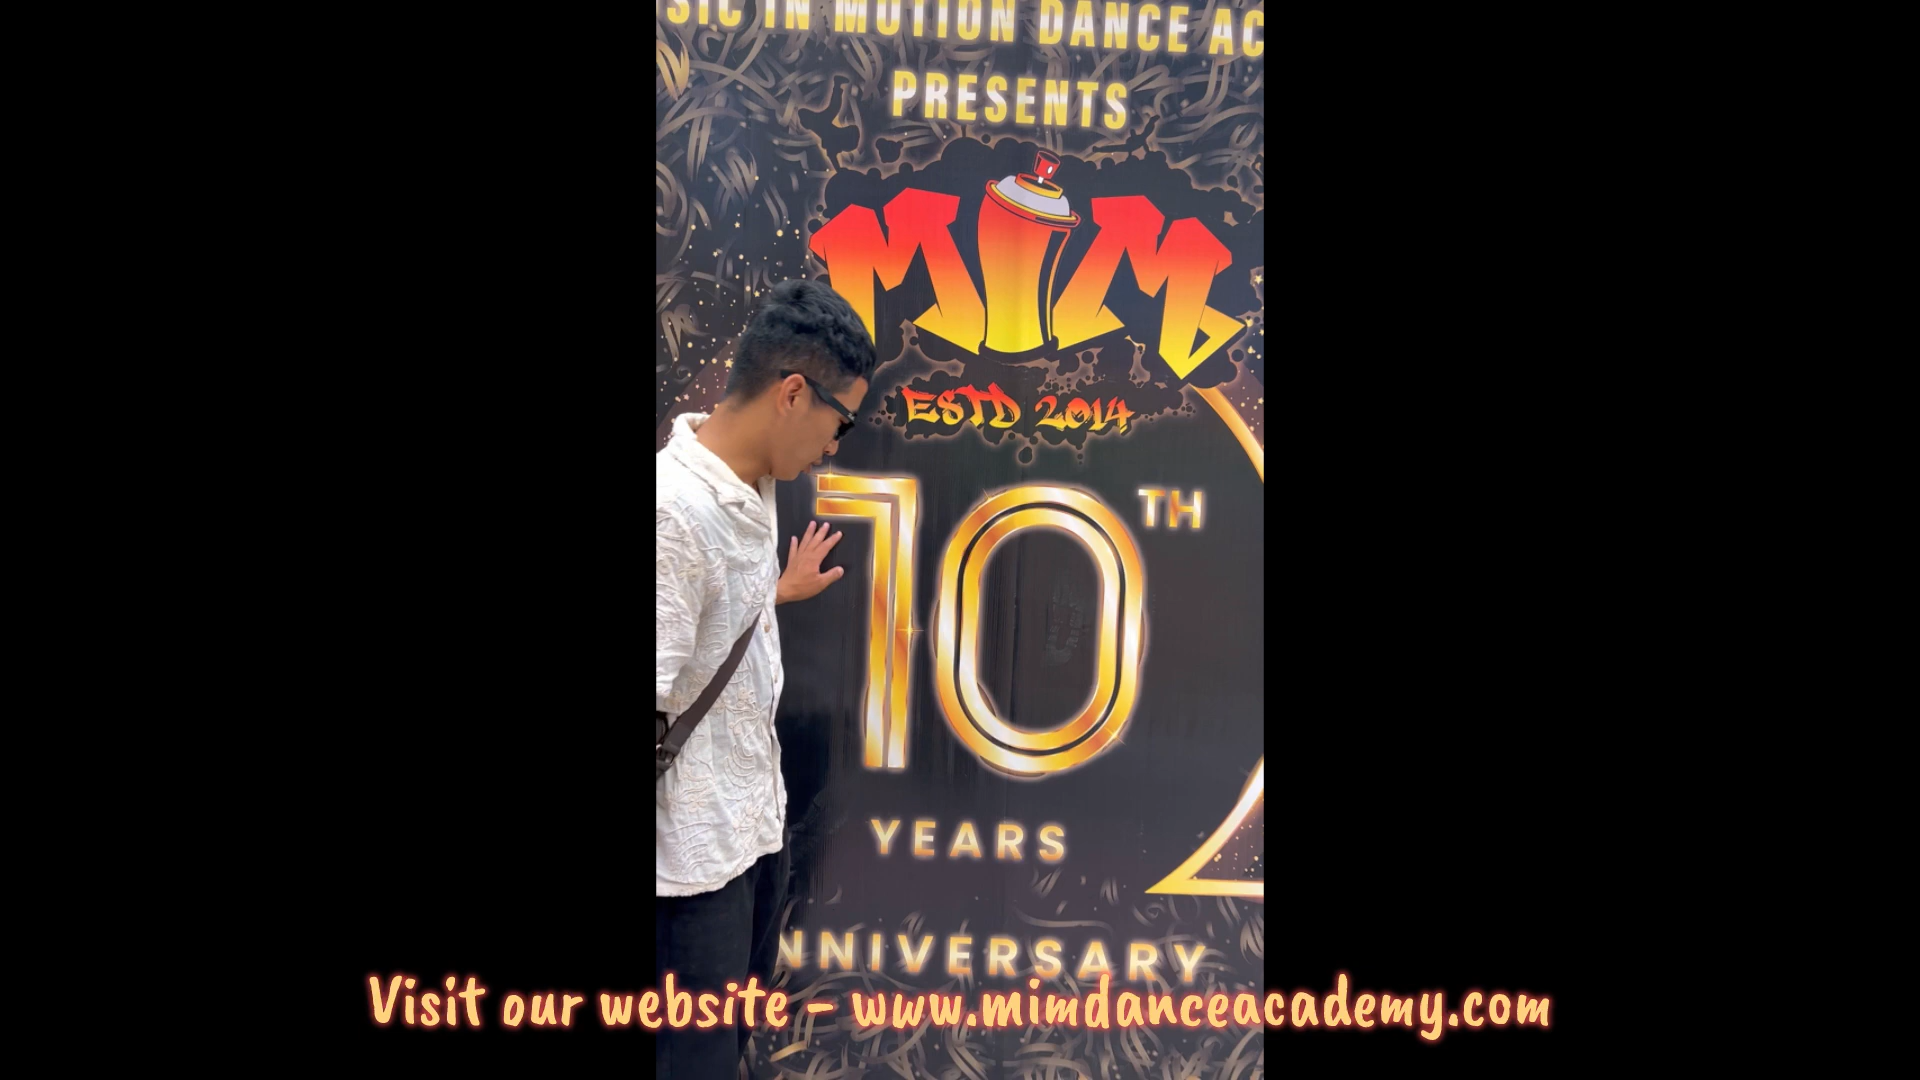 SIC IN MOTION DANCE AC
PRESENTS
MIM
ESTD 2014
10TH
YEARS
NNIVERSARY
Visit our website - www.mimdanceacademy.com